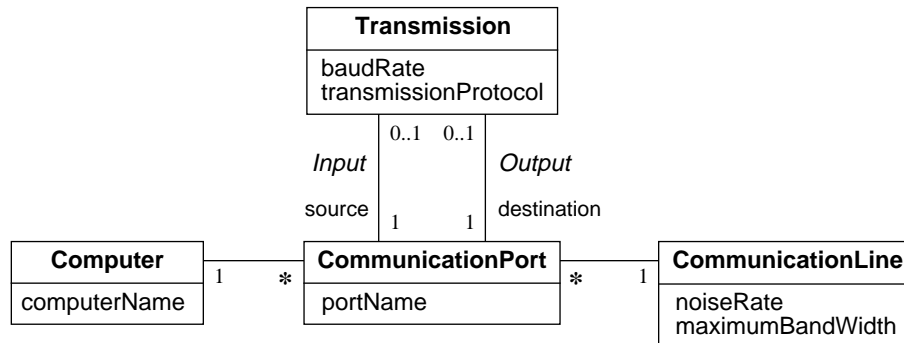 Transmission
baudRate
transmissionProtocol
0..1 0..1
Input Output
source destination
1 1
Computer
computerName
1 *
CommunicationPort
portName
* 1
CommunicationLine
noiseRate
maximumBandWidth